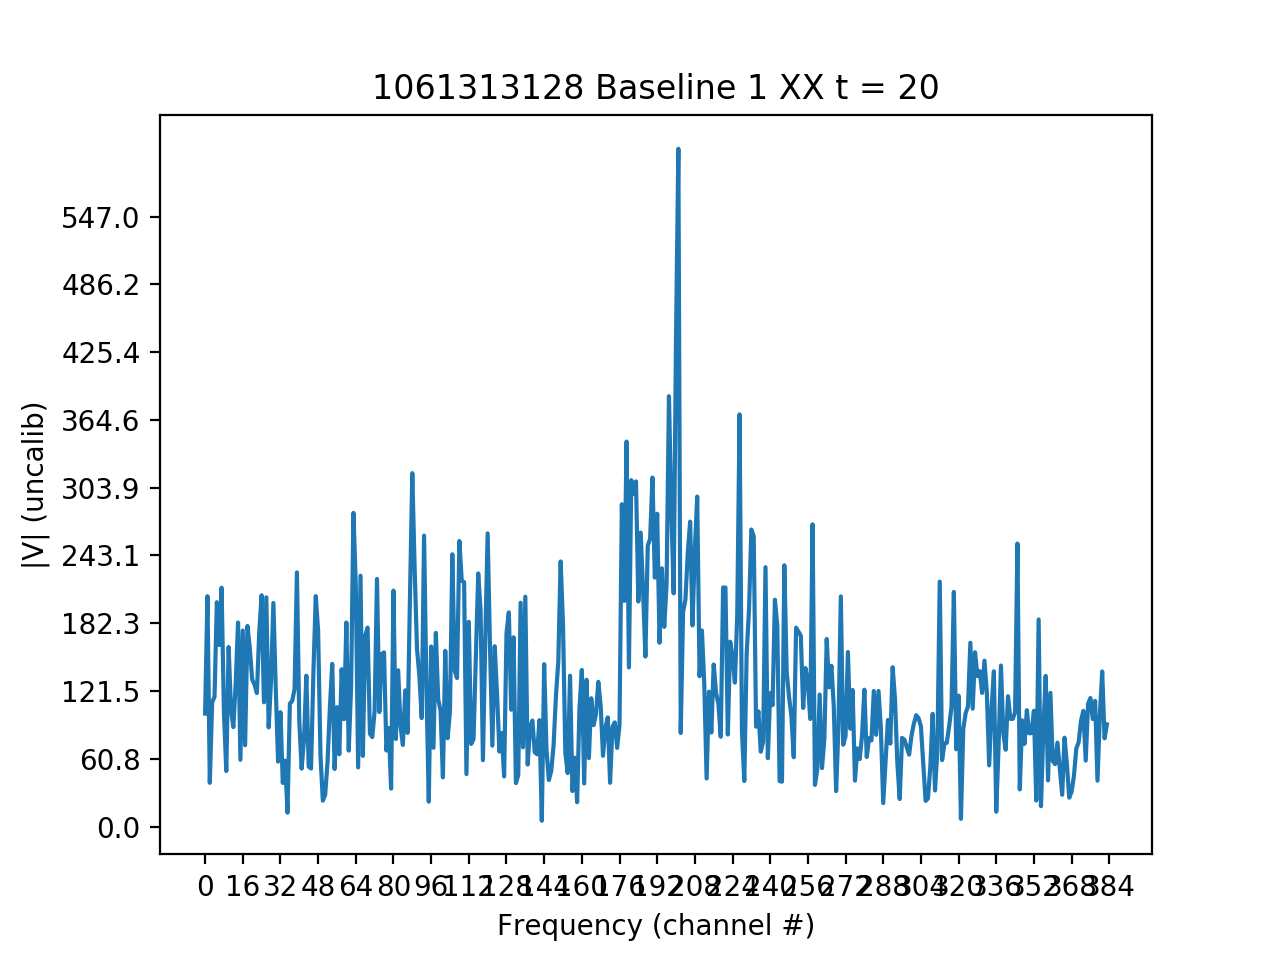 1061313128 Baseline 1 XX t = 20
547.0
486.2
425.4
364.6
303.9
243.1
182.3
121.5
60.8
0.0
|V| (uncalib)
0 16 32 48 64 80 96 112 128 144 160 176 192 208 224 240 256 272 288 304 320 336 352 368 384
Frequency (channel #)